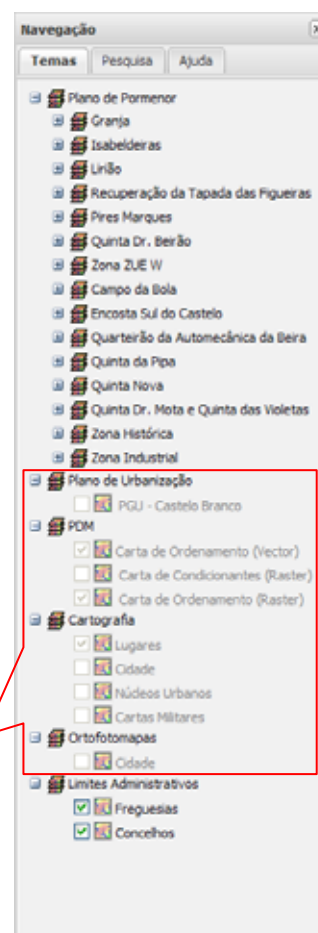 Navegação
Temas Pesquisa Ajuda
Plano de Pormenor
Granja
Isabeldeiras
Lirião
Recuperação da Tapada das Figueiras
Pires Marques
Quinta Dr. Beirão
Zona ZUE W
Campo da Bola
Encosta Sul do Castelo
Quarteirão da Automecânica da Beira
Quinta da Pipa
Quinta Nova
Quinta Dr. Mota e Quinta das Violetas
Zona Histórica
Zona Industrial
Plano de Urbanização
PGU - Castelo Branco
PDM
Carta de Ordenamento (Vector)
Carta de Condicionantes (Raster)
Carta de Ordenamento (Raster)
Cartografia
Lugares
Cidade
Núcleos Urbanos
Cartas Militares
Ortofotomapas
Cidade
Limites Administrativos
Freguesias
Concelhos